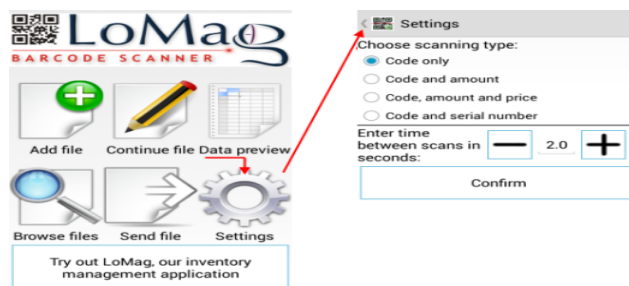 LoMag
BARCODE SCANNER
Add file
Continue file
Data preview
Browse files
Send file
Settings
Try out LoMag, our inventory
management application
Settings
Choose scanning type:
Code only
Code and amount
Code, amount and price
Code and serial number
Enter time
between scans in
seconds:
2.0
Confirm